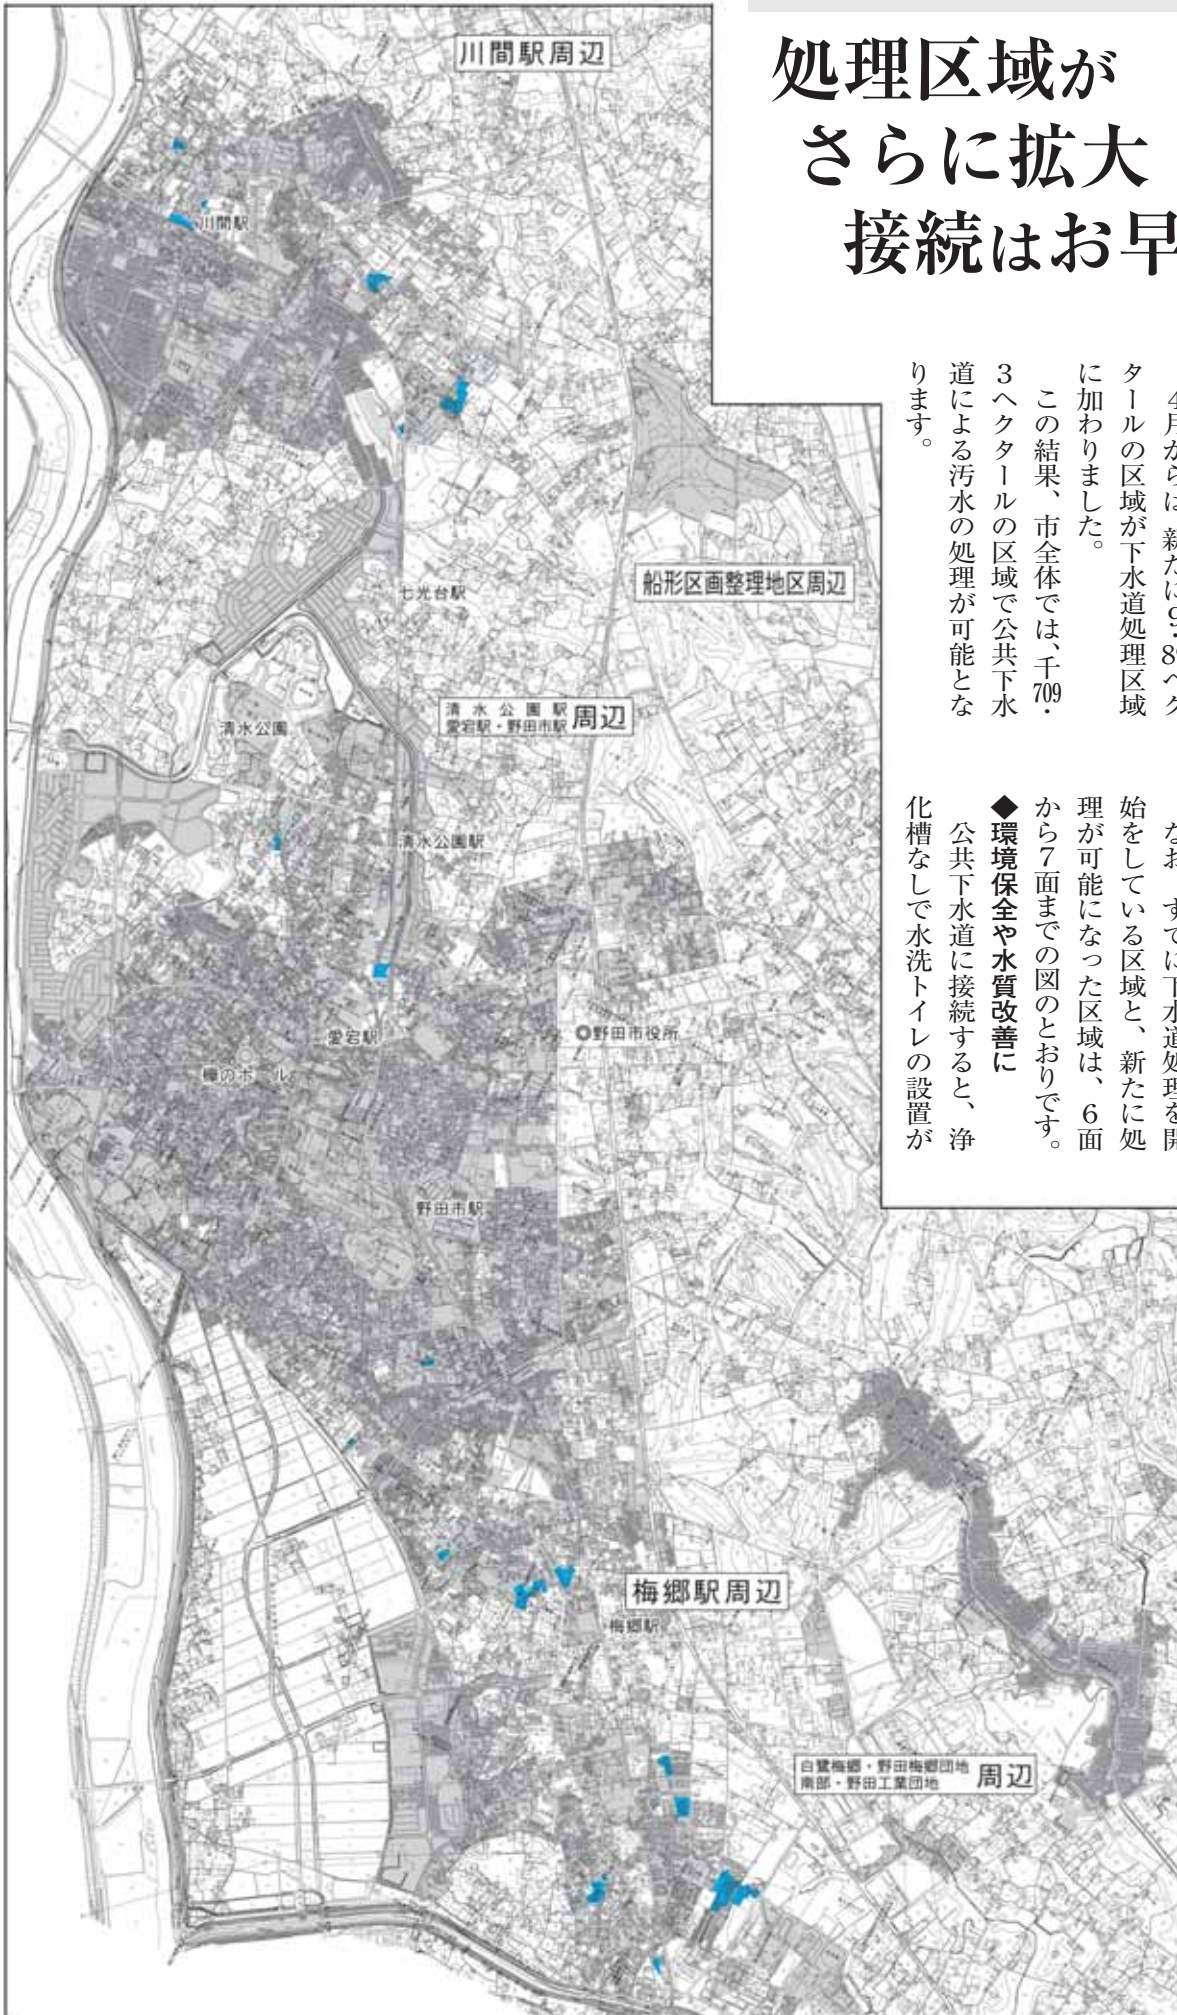 処理区域が
さらに拡大
接続はお早
4月からは、新たに9・89ヘク
タールの区域が下水道処理区域
に加わりました。
この結果、市全体では、千709・
3ヘクタールの区域で公共下水
道による汚水の処理が可能とな
ります。
なお、すでに下水道処理を開
始をしている区域と、新たに処
理が可能になった区域は、6面
から7面までの図のとおりです。
◆環境保全や水質改善に
公共下水道に接続すると、浄
化槽なしで水洗トイレの設置が
川間駅周辺
川間駅
船形区画整理地区周辺
七光台駅
清水公園駅
愛宕駅・野田市駅 周辺
清水公園
清水公園駅
愛宕駅
◎野田市役所
欅のホール
野田市駅
梅郷駅周辺
梅郷駅
白鷺梅郷・野田梅郷団地
南部・野田工業団地 周辺